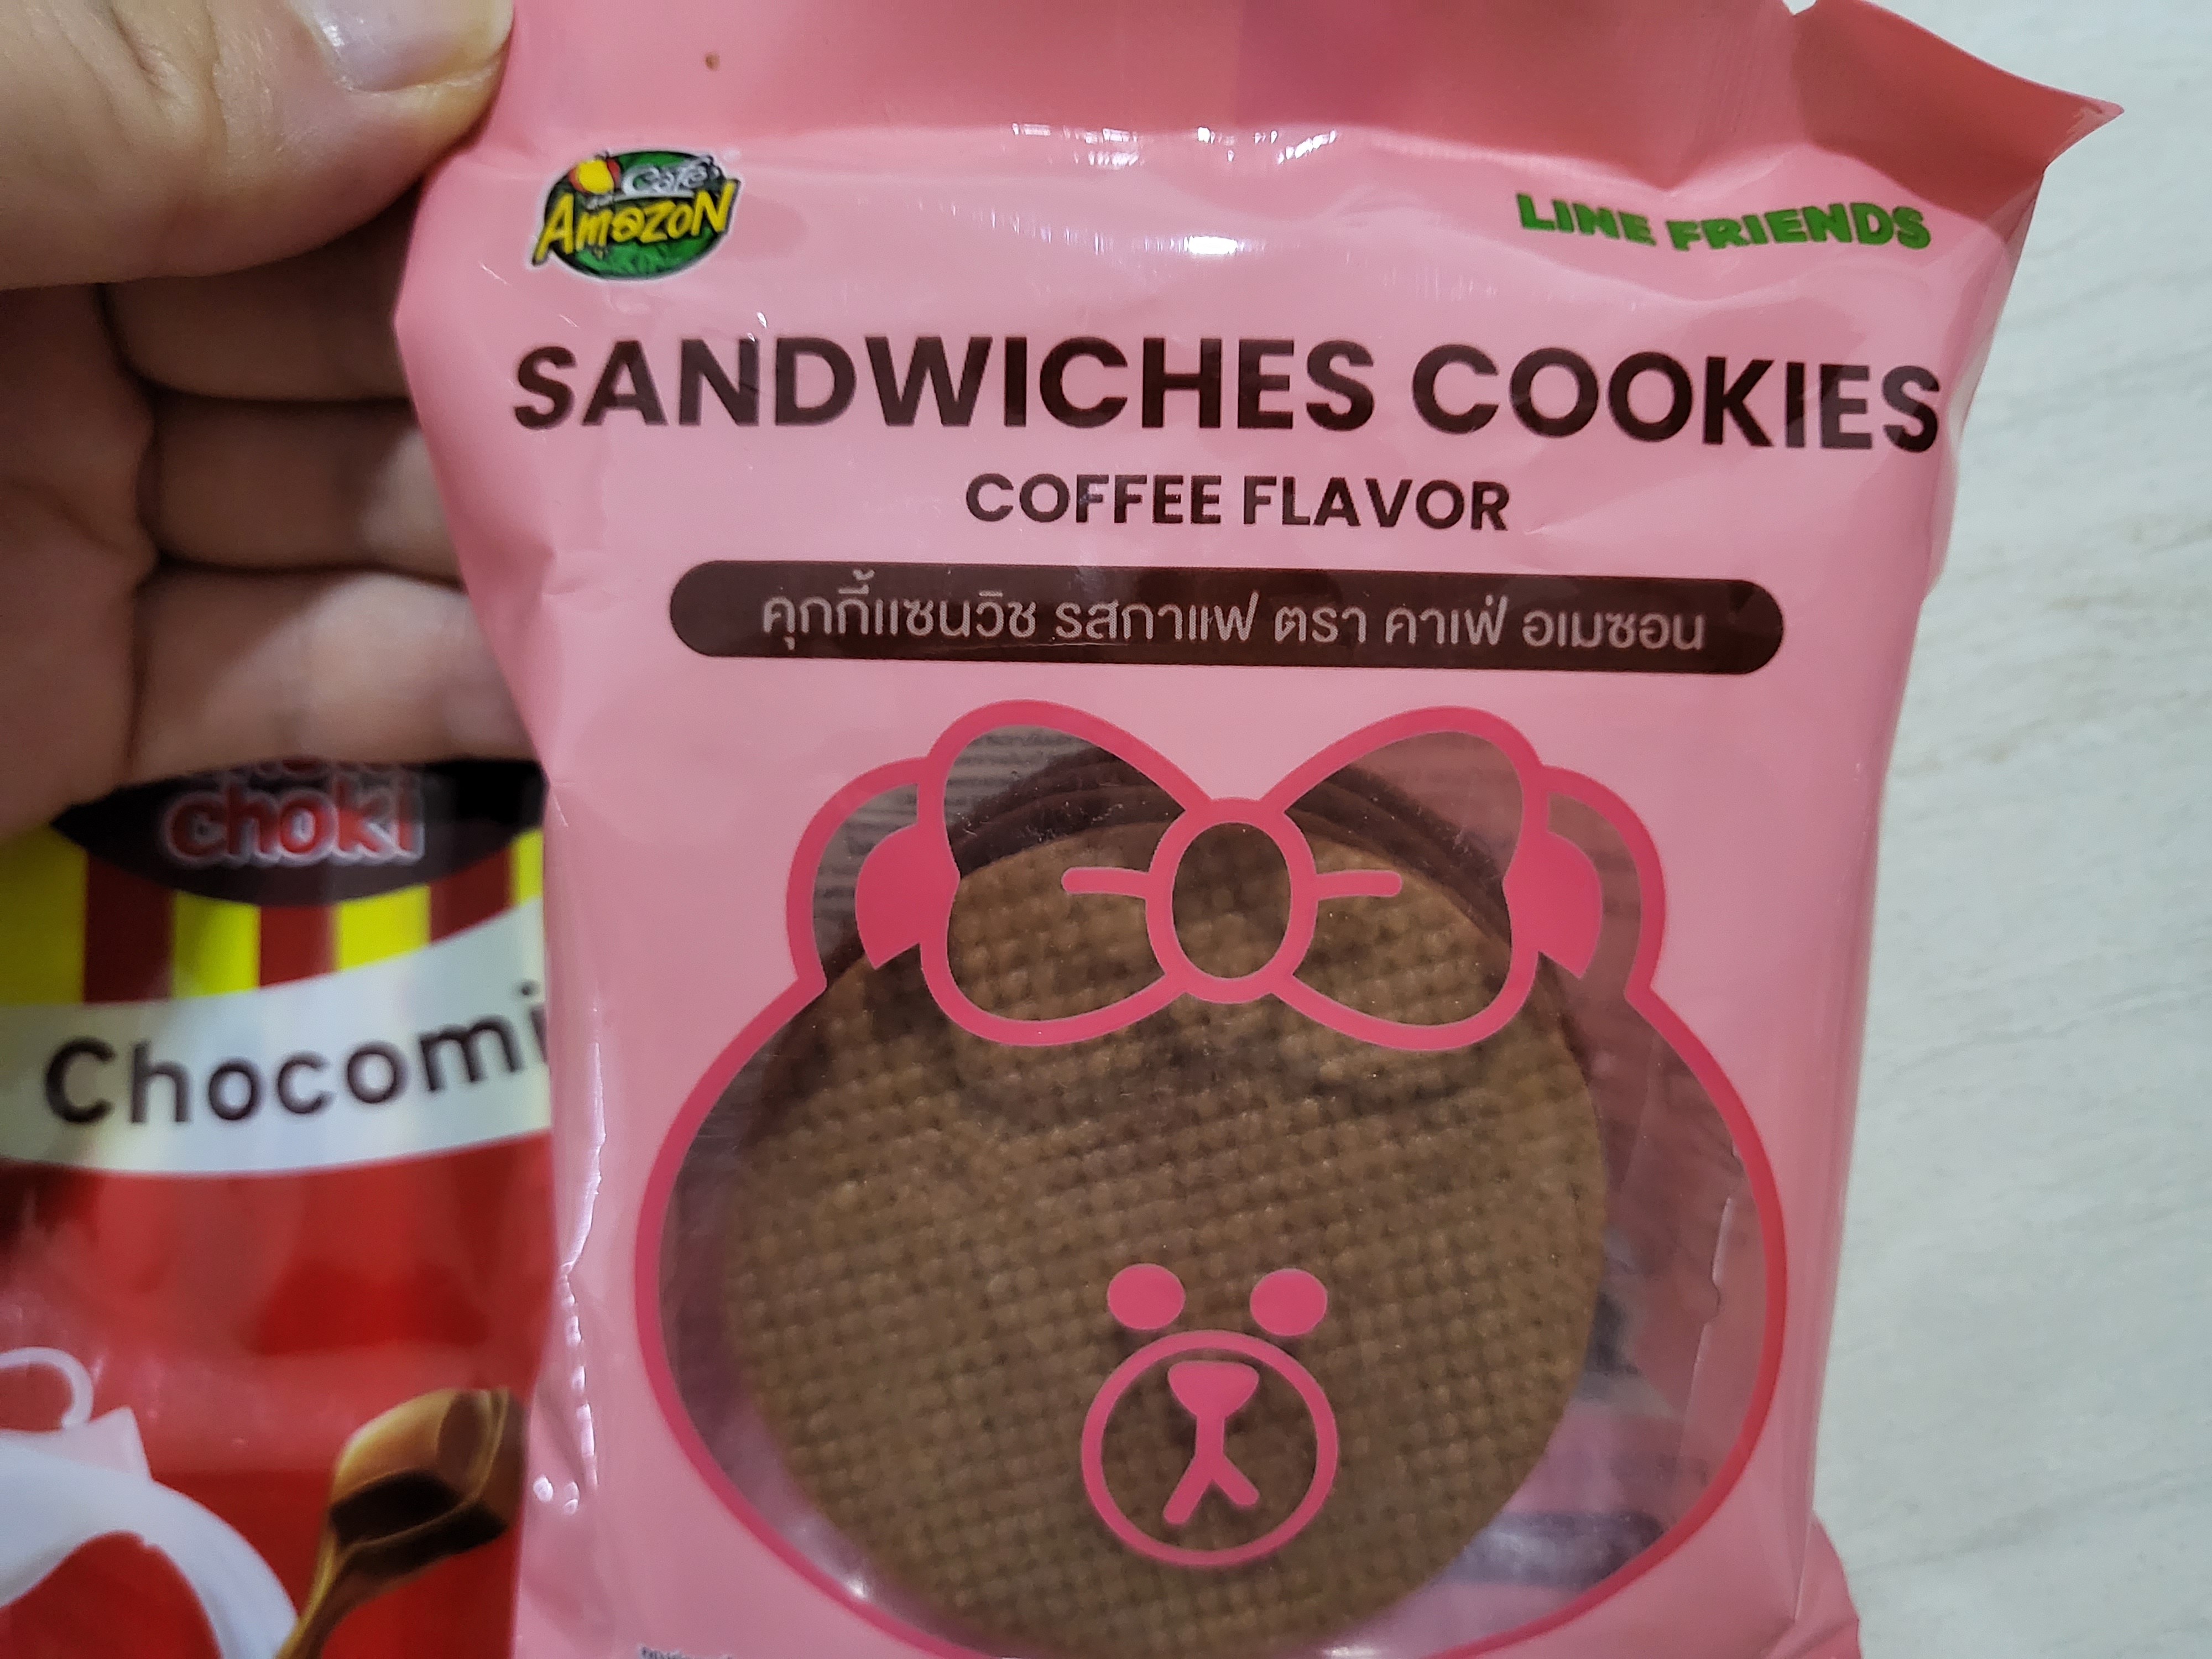 Café
Amazon
LINE FRIENDS
SANDWICHES COOKIES
COFFEE FLAVOR
คุกกี้แซนวิช รสกาแฟ ตรา คาเฟ่ อเมซอน
choki
Chocomi